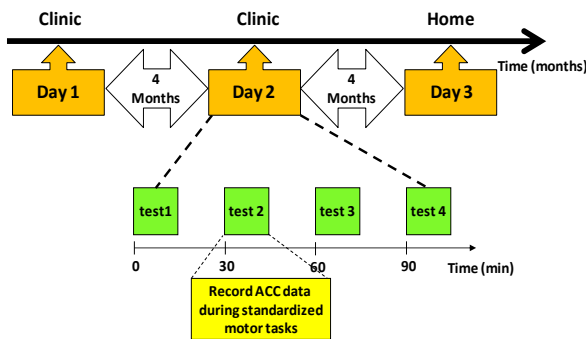 Clinic
Clinic
Home
Time (months)
Day 1
4
Months
Day 2
4
Months
Day 3
test1
test 2
test 3
test 4
0
30
60
90
Time (min)
Record ACC data
during standardized
motor tasks